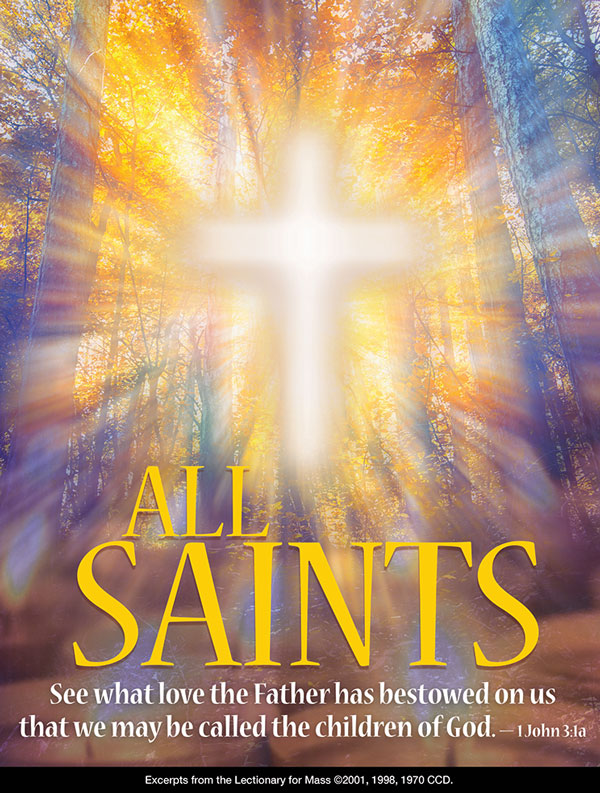 ALL
SAINTS
See what love the Father has bestowed on us
that we may be called the children of God. — 1 John 3:1a
Excerpts from the Lectionary for Mass ©2001, 1998, 1970 CCD.